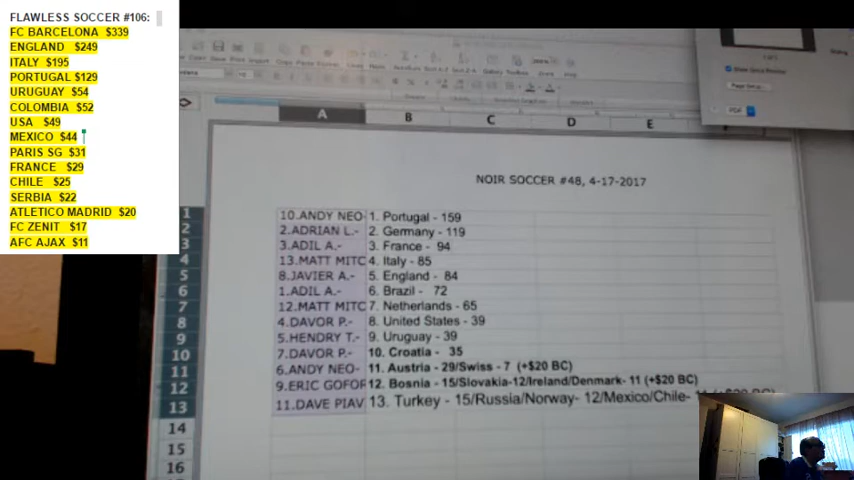 FLAWLESS SOCCER #106:
FC BARCELONA $339
ENGLAND $249
ITALY $195
PORTUGAL $129
URUGUAY $54
COLOMBIA $52
USA $49
MEXICO $44
PARIS SG $31
FRANCE $29
CHILE $25
SERBIA $22
ATLETICO MADRID $20
FC ZENIT $17
AFC AJAX $11
A B C D E
NOIR SOCCER #48, 4-17-2017
1 10.ANDY NEO- 1. Portugal - 159
2 2.ADRIAN L.- 2. Germany - 119
3 3.ADIL A.- 3. France - 94
4 13.MATT MITC 4. Italy - 85
5 8.JAVIER A.- 5. England - 84
6 1.ADIL A.- 6. Brazil - 72
7 12.MATT MITC 7. Netherlands - 65
8 4.DAVOR P.- 8. United States - 39
9 5.HENDRY T.- 9. Uruguay - 39
10 7.DAVOR P.- 10. Croatia - 35
11 6.ANDY NEO- 11. Austria - 29/Swiss - 7 (+$20 BC)
12 9.ERIC GOFOR 12. Bosnia - 15/Slovakia-12/Ireland/Denmark- 11 (+$20 BC)
13 11.DAVE PIAV 13. Turkey - 15/Russia/Norway- 12/Mexico/Chile-
14
15
16
PDF